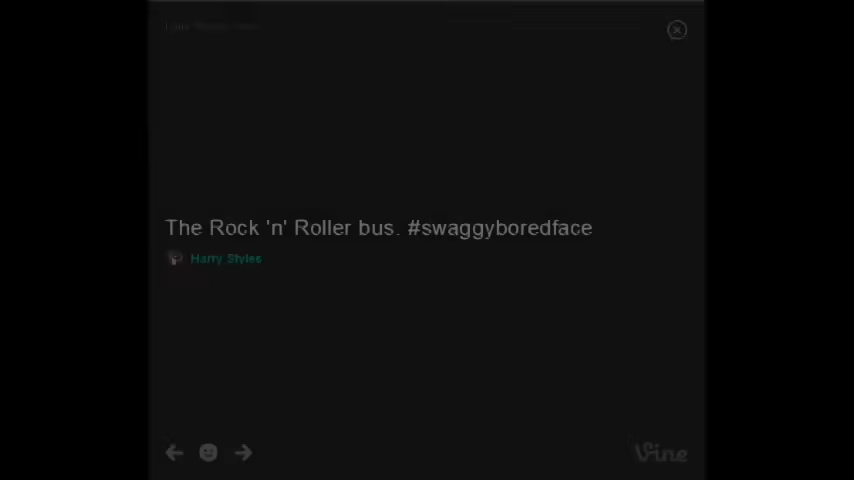 The Rock 'n' Roller bus. #swaggyboredface
Harry Styles
Vine